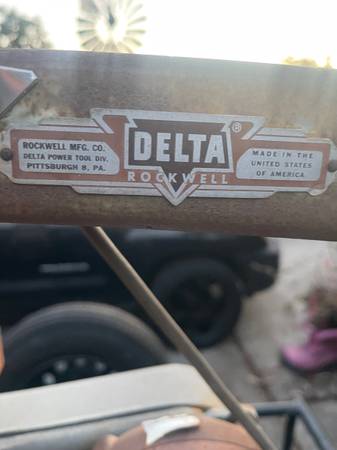 ROCKWELL MFG. CO.
DELTA POWER TOOL DIV.
PITTSBURGH 8, PA.
DELTA®
ROCKWELL
MADE IN THE
UNITED STATES
OF AMERICA